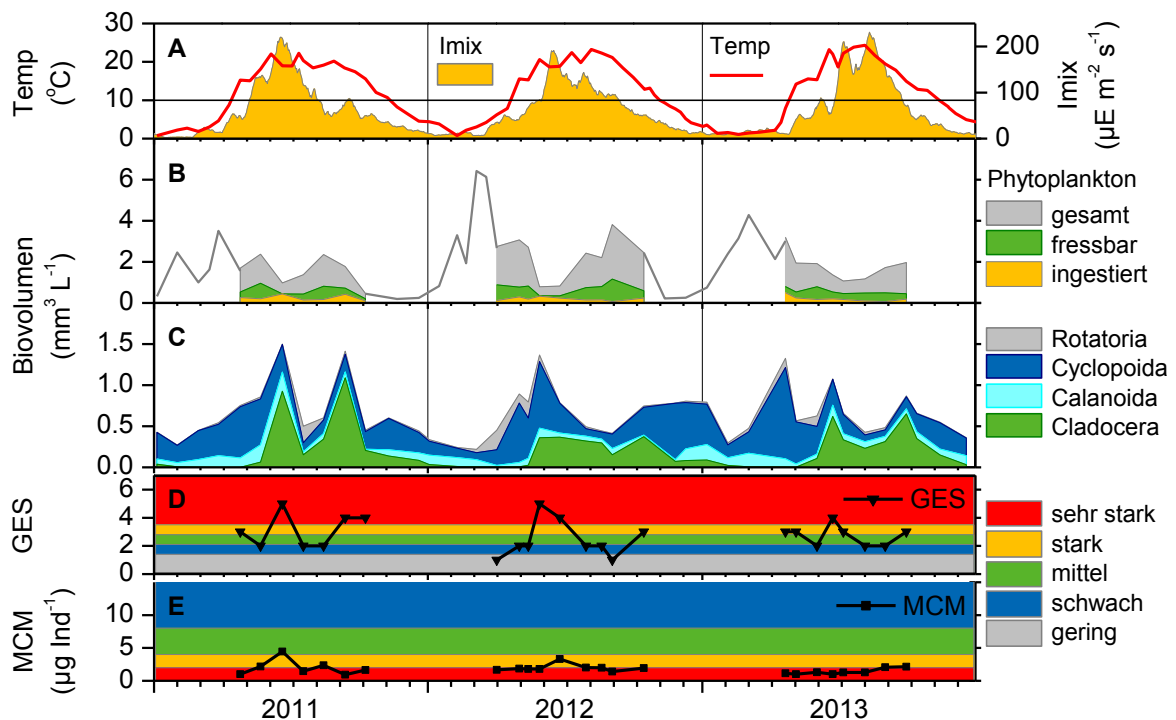 A
Temp
(°C)
30
20
10
0
Imix
Temp
200
100
0
Imix
(µE m⁻² s⁻¹)
B
6
4
2
0
Biovolumen
(mm³ L⁻¹)
Phytoplankton
gesamt
fressbar
ingestiert
C
1.5
1.0
0.5
0.0
Rotatoria
Cyclopoida
Calanoida
Cladocera
D
GES
6
4
2
0
GES
E
MCM
(µg Ind⁻¹)
10
5
0
MCM
sehr stark
stark
mittel
schwach
gering
2011
2012
2013